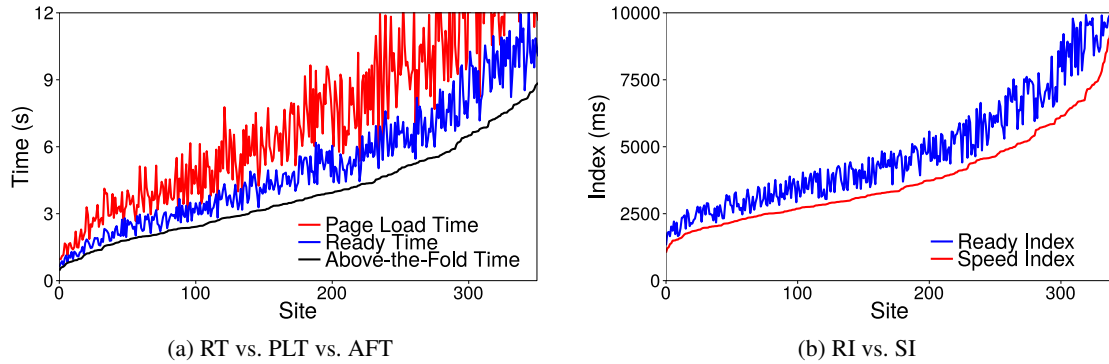 12
9
6
3
0
Time (s)
Page Load Time
Ready Time
Above-the-Fold Time
0
100
200
300
Site
(a) RT vs. PLT vs. AFT
10000
7500
5000
2500
0
Index (ms)
Ready Index
Speed Index
0
100
200
300
Site
(b) RI vs. SI